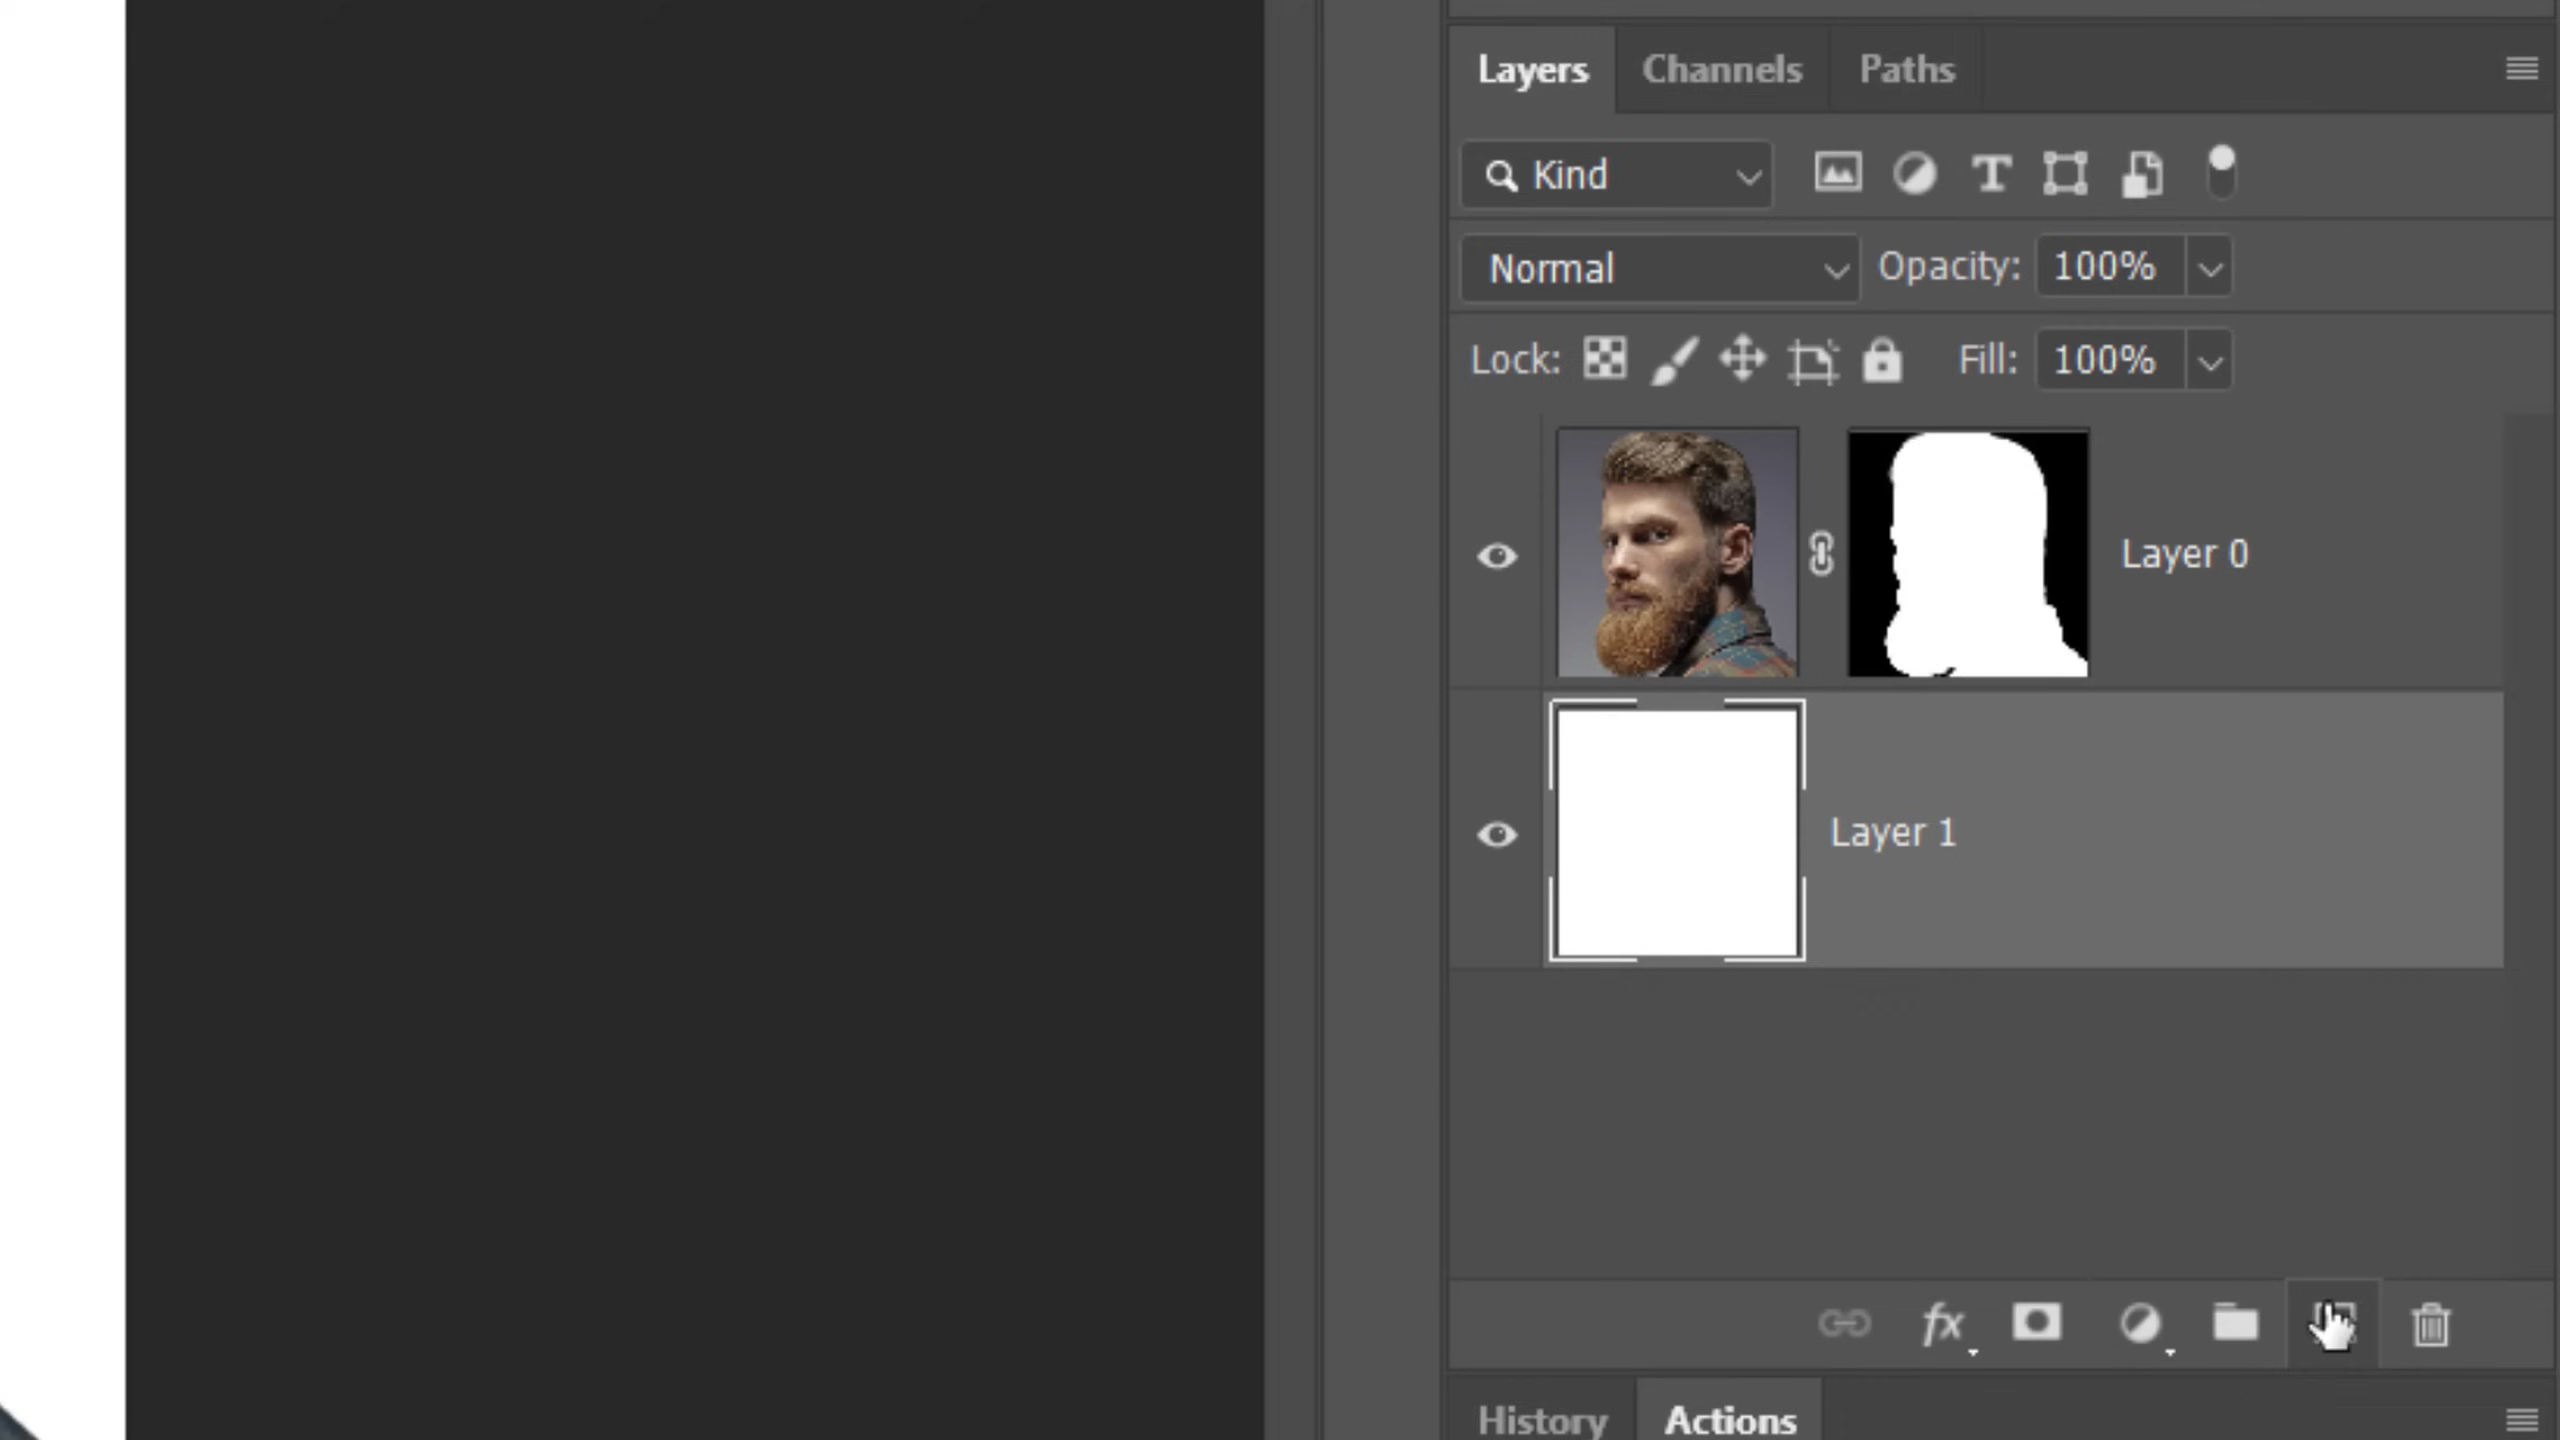 Layers Channels Paths
Kind T
Normal Opacity: 100%
Lock: Fill: 100%
Layer 0
Layer 1
fx
History Actions